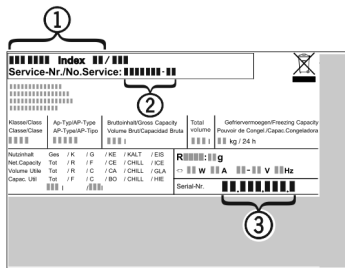 1
Index /
Service-Nr./No.Service: -
2
Klasse/Class Ap-Typ/AP-Type Bruttoinhalt/Gross Capacity Total Gefriervermoegen/Freezing Capacity
Classe/Clase AP-Type/AP-Tipo Volume Brut/Capacidad Bruta volume Pouvoir de Congel./Capac.Congeladora
l l kg / 24 h
Nutzinhalt Ges / K / G / KE / KALT / EIS
Net Capacity Tot / R / F / CE / CHILL / ICE
Volume Utile Tot / R / C / CA / CHILL / GLA
Capac. Util Tot / F / C / BO / CHILL / HIE
l / l
R : g
W A - V Hz
Serial-Nr. . . .
3